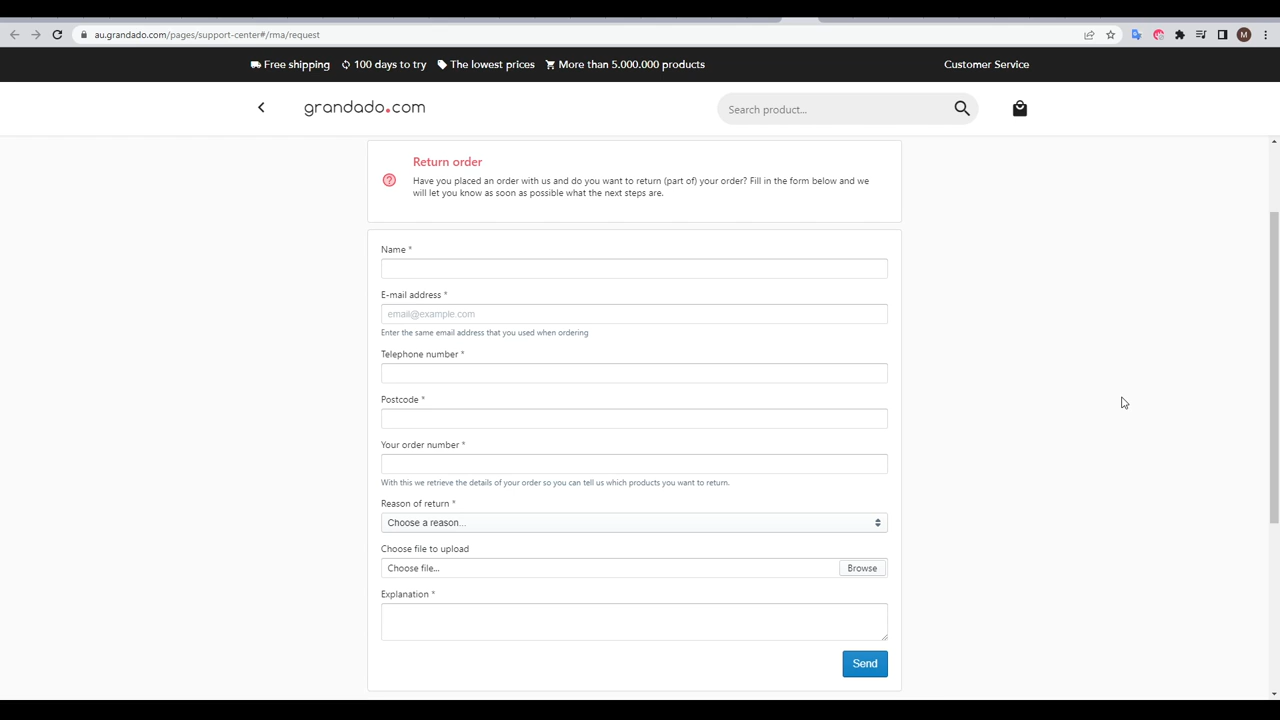 au.grandado.com/pages/support-center#/rma/request
M
Free shipping 100 days to try The lowest prices More than 5.000.000 products Customer Service
grandado.com Search product...
Return order
Have you placed an order with us and do you want to return (part of) your order? Fill in the form below and we
will let you know as soon as possible what the next steps are.
Name *
E-mail address *
email@example.com
Enter the same email address that you used when ordering
Telephone number *
Postcode *
Your order number *
With this we retrieve the details of your order so you can tell us which products you want to return.
Reason of return *
Choose a reason...
Choose file to upload
Choose file... Browse
Explanation *
Send